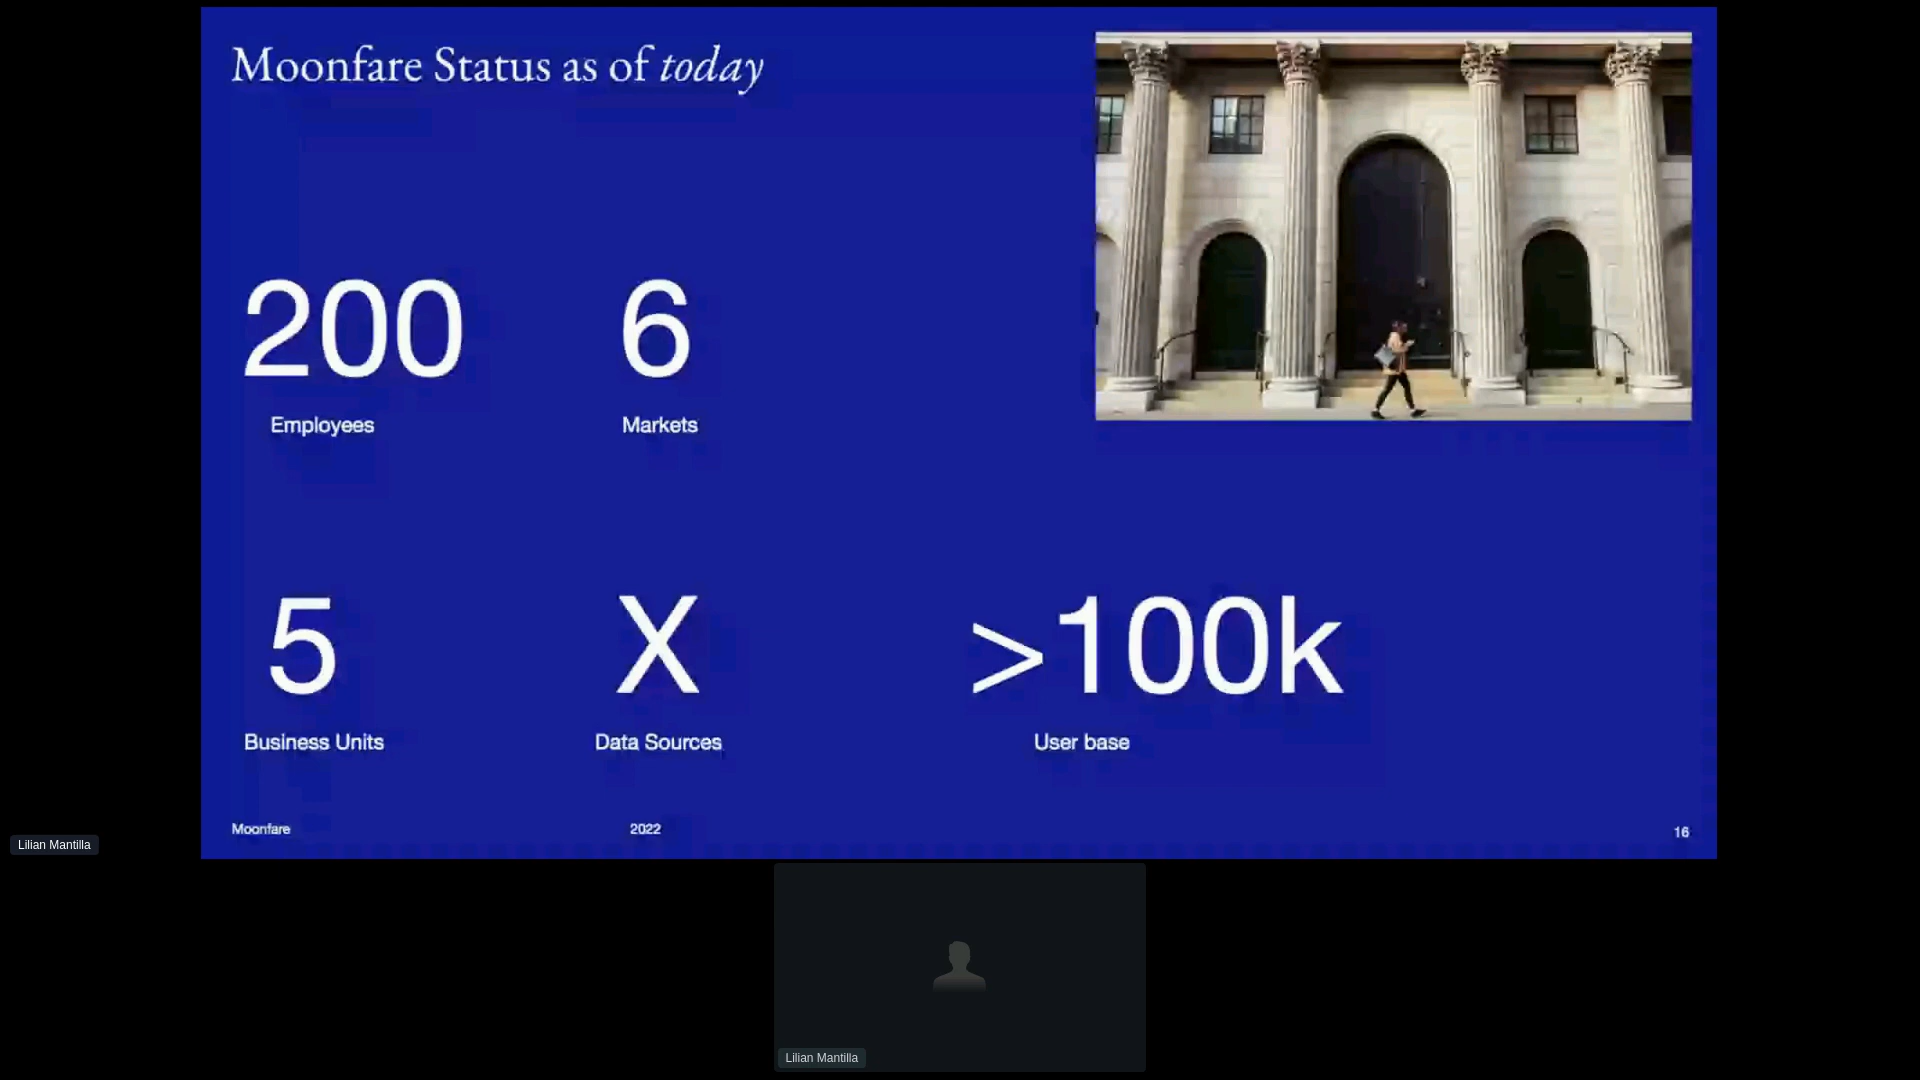 Moonfare Status as of today
200
Employees
6
Markets
5
Business Units
X
Data Sources
>100k
User base
Moonfare
2022
16
Lilian Mantilla
Lilian Mantilla